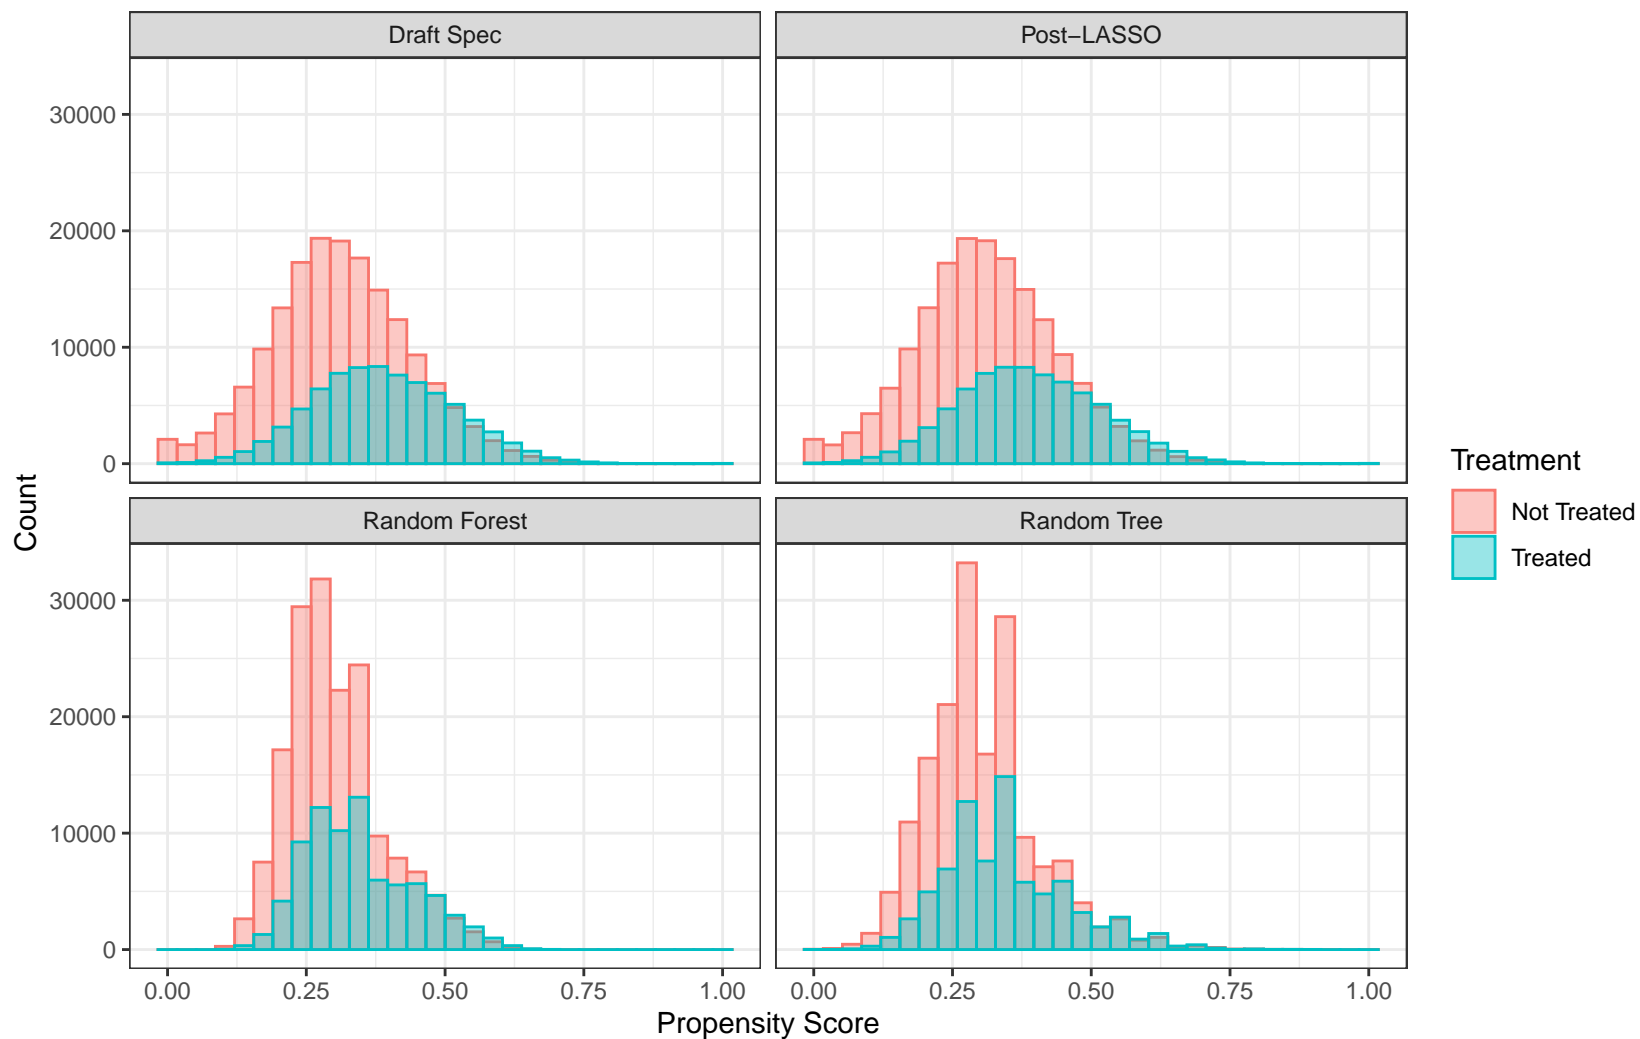 Draft Spec
Post−LASSO
30000
20000
10000
0
Random Forest
Random Tree
30000
20000
10000
0
0.00 0.25 0.50 0.75 1.00
0.00 0.25 0.50 0.75 1.00
Propensity Score
Count
Treatment
Not Treated
Treated